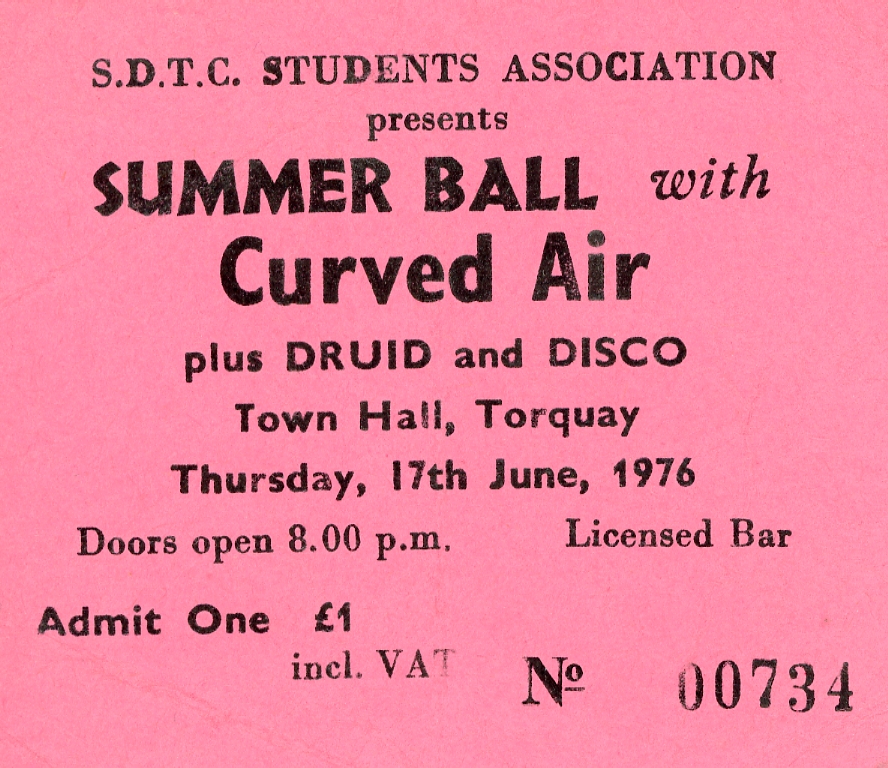 S.D.T.C. STUDENTS ASSOCIATION
presents
SUMMER BALL with
Curved Air
plus DRUID and DISCO
Town Hall, Torquay
Thursday, 17th June, 1976
Doors open 8.00 p.m. Licensed Bar
Admit One £1
incl. VAT
Nº 00734